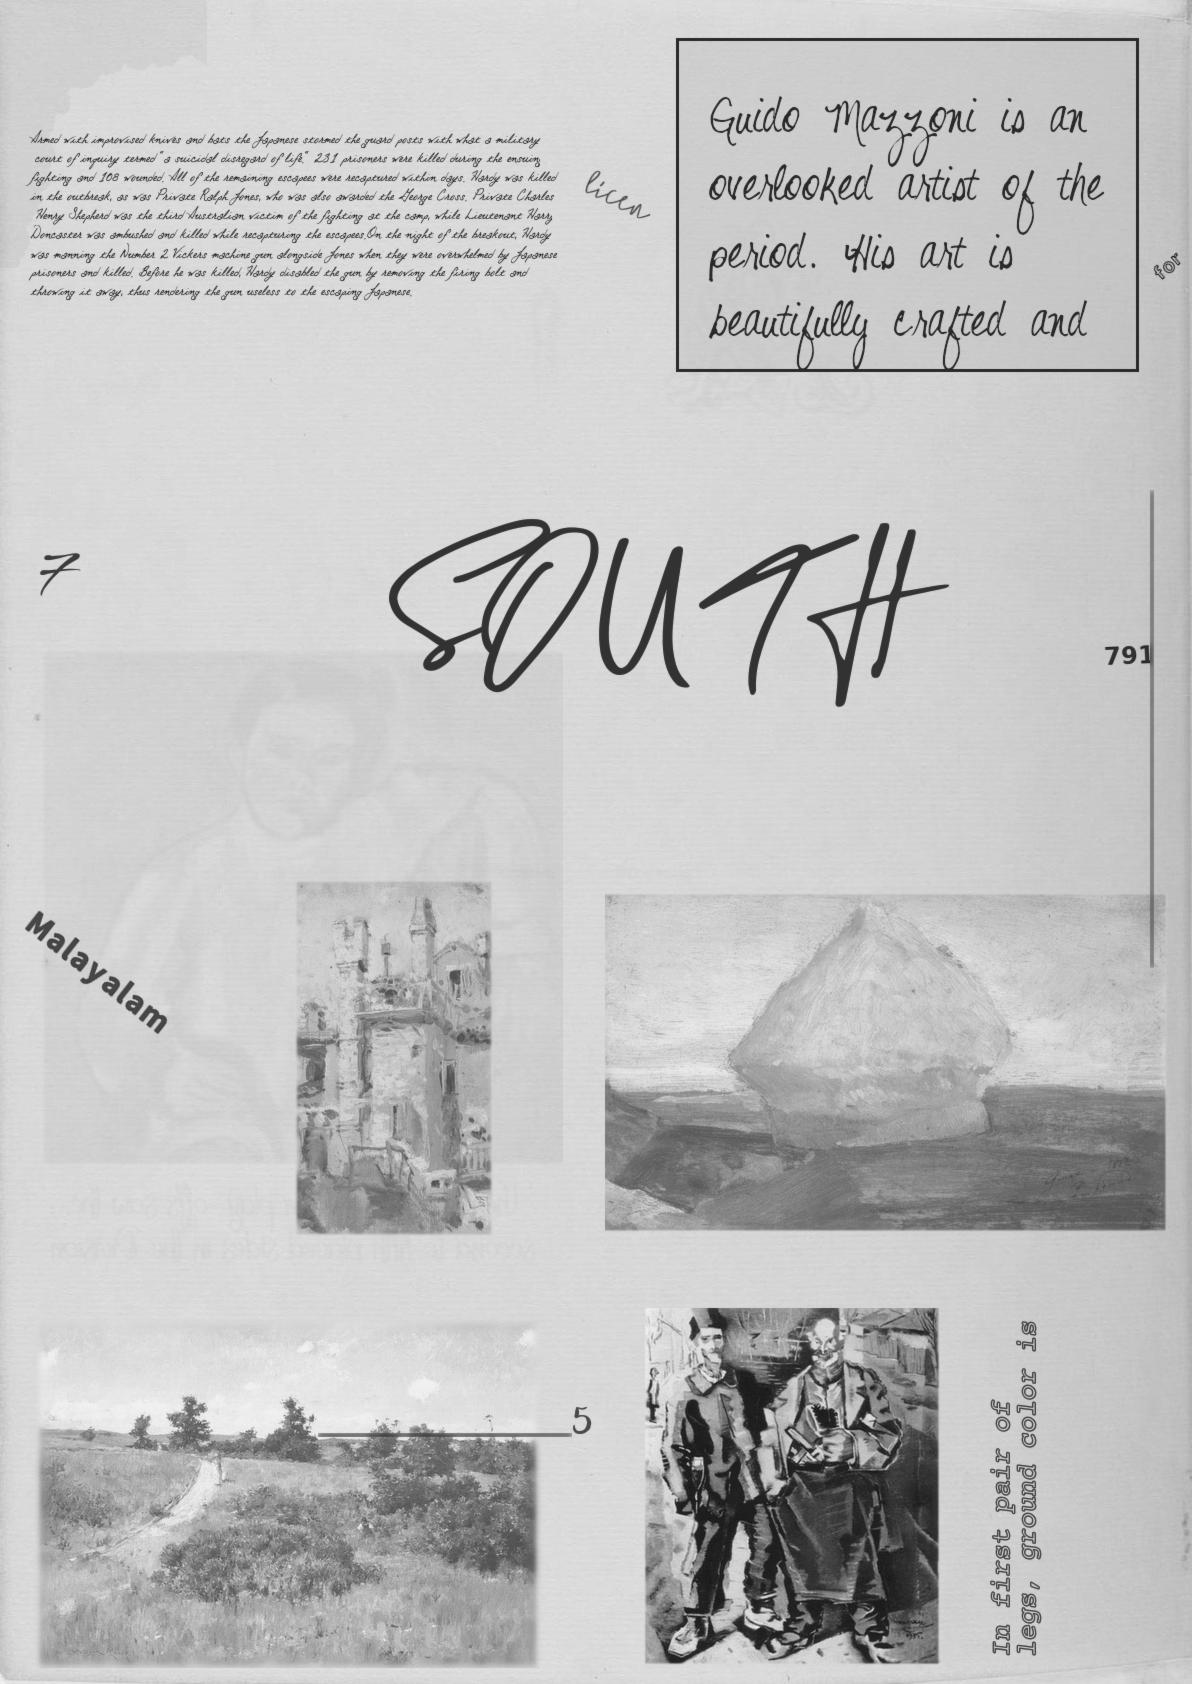 Armed with improvised knives and bats the Japanese stormed the guard posts with what a military
court of inquiry termed "a suicidal disregard of life." 231 prisoners were killed during the ensuing
fighting and 108 wounded. All of the remaining escapees were recaptured within days. Hardy was killed
in the outbreak, as was Private Ralph Jones, who was also awarded the George Cross. Private Charles
Henry Shepherd was the third Australian victim of the fighting at the camp, while Lieutenant Harry
Doncaster was ambushed and killed while recapturing the escapees.On the night of the breakout, Hardy
was manning the Number 2 Vickers machine gun alongside Jones when they were overwhelmed by Japanese
prisoners and killed. Before he was killed, Hardy disabled the gun by removing the firing bolt and
throwing it away, thus rendering the gun useless to the escaping Japanese.
Guido Mazzoni is an
overlooked artist of the
period. His art is
beautifully crafted and
for
SOUTH
7
791
Malayalam
5
In first pair of
legs, ground color is